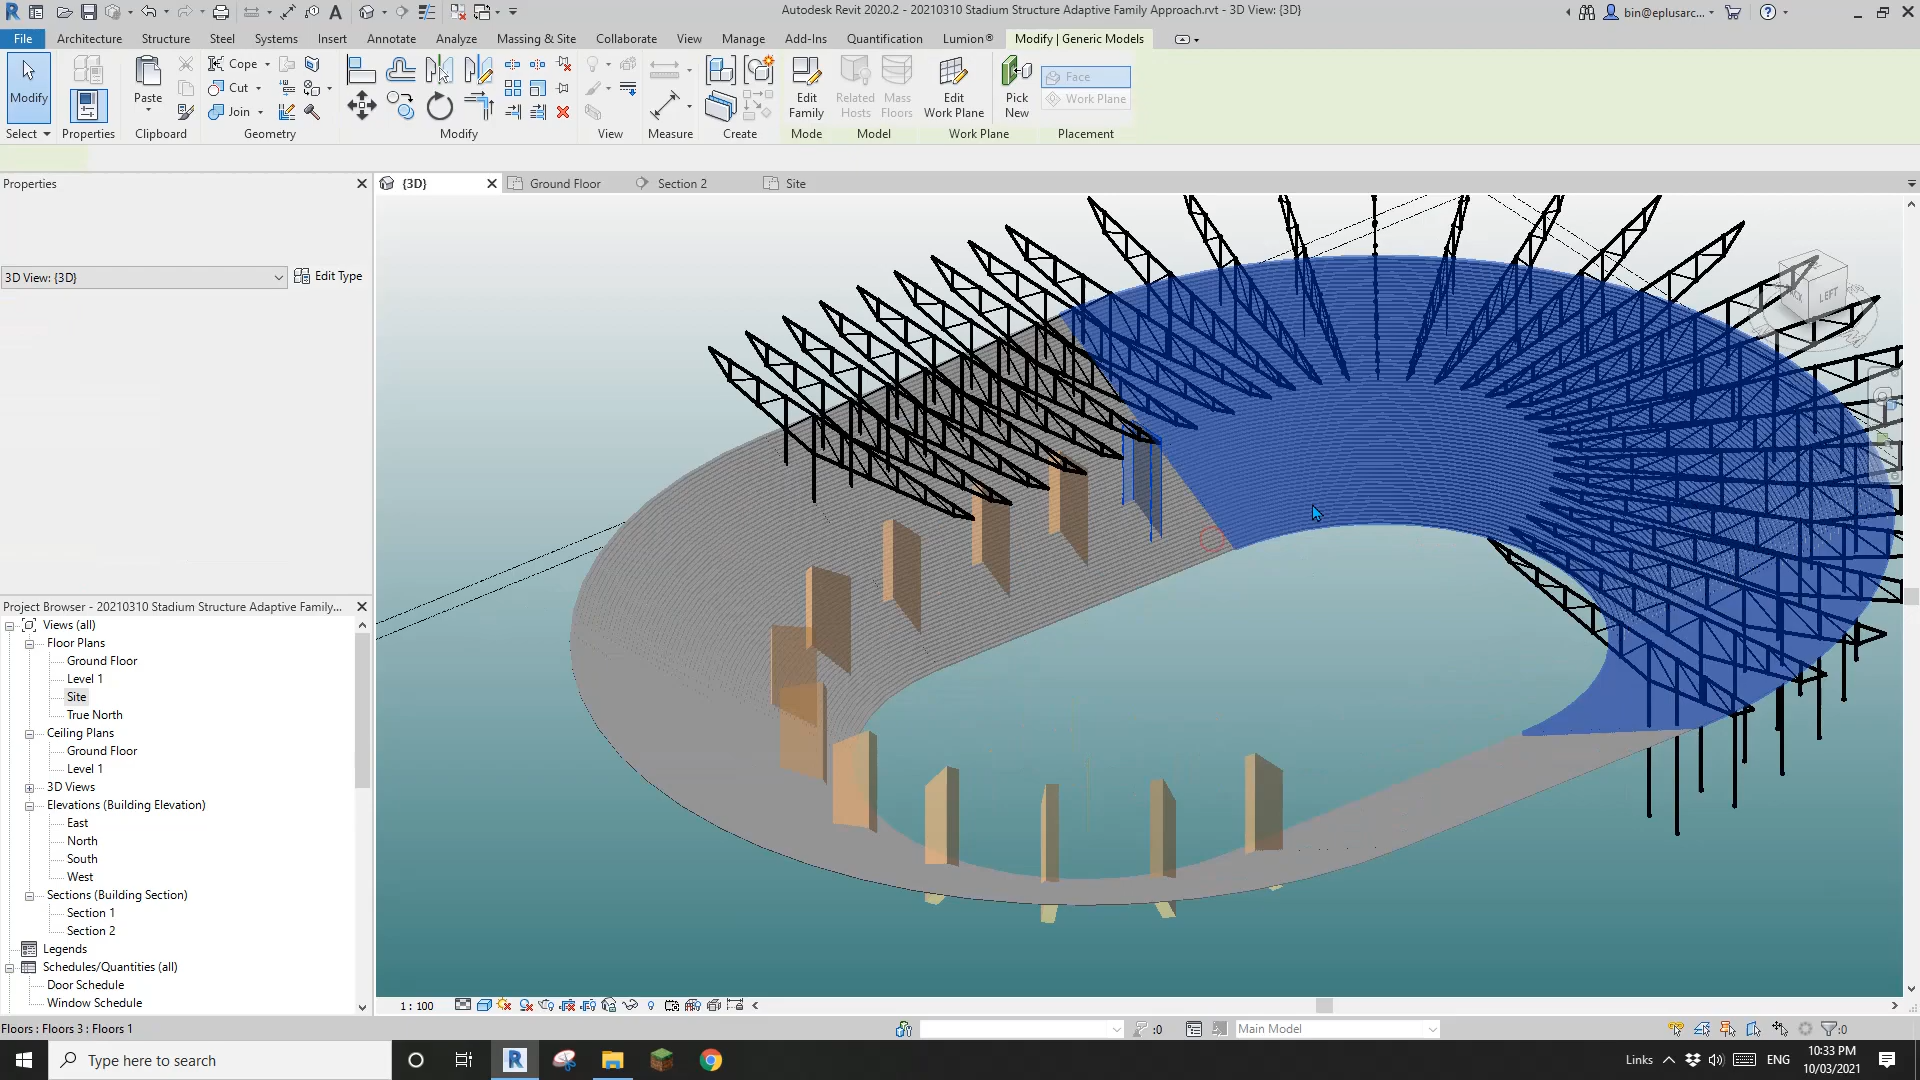 Autodesk Revit 2020.2 - 20210310 Stadium Structure Adaptive Family Approach.rvt - 3D View: {3D}
bin@eplusarc...
File Architecture Structure Steel Systems Insert Annotate Analyze Massing & Site Collaborate View Manage Add-Ins Quantification Lumion® Modify | Generic Models
Modify
Paste
Cope
Cut
Join
Edit Family
Related Hosts
Mass Floors
Edit Work Plane
Pick New
Face
Work Plane
Select Properties Clipboard Geometry Modify View Measure Create Mode Model Work Plane Placement
Properties
{3D} Ground Floor Section 2 Site
3D View: {3D} Edit Type
LEFT
Project Browser - 20210310 Stadium Structure Adaptive Family...
Views (all)
Floor Plans
Ground Floor
Level 1
Site
True North
Ceiling Plans
Ground Floor
Level 1
3D Views
Elevations (Building Elevation)
East
North
South
West
Sections (Building Section)
Section 1
Section 2
Legends
Schedules/Quantities (all)
Door Schedule
Window Schedule
1 : 100
Floors : Floors 3 : Floors 1
:0
Main Model
:0
Type here to search
Links
ENG
10:33 PM
10/03/2021